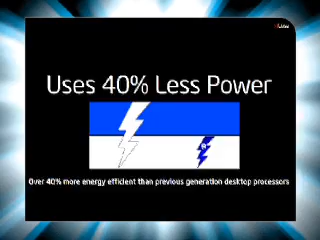 Uses 40% Less Power
Over 40% more energy efficient than previous generation desktop processors